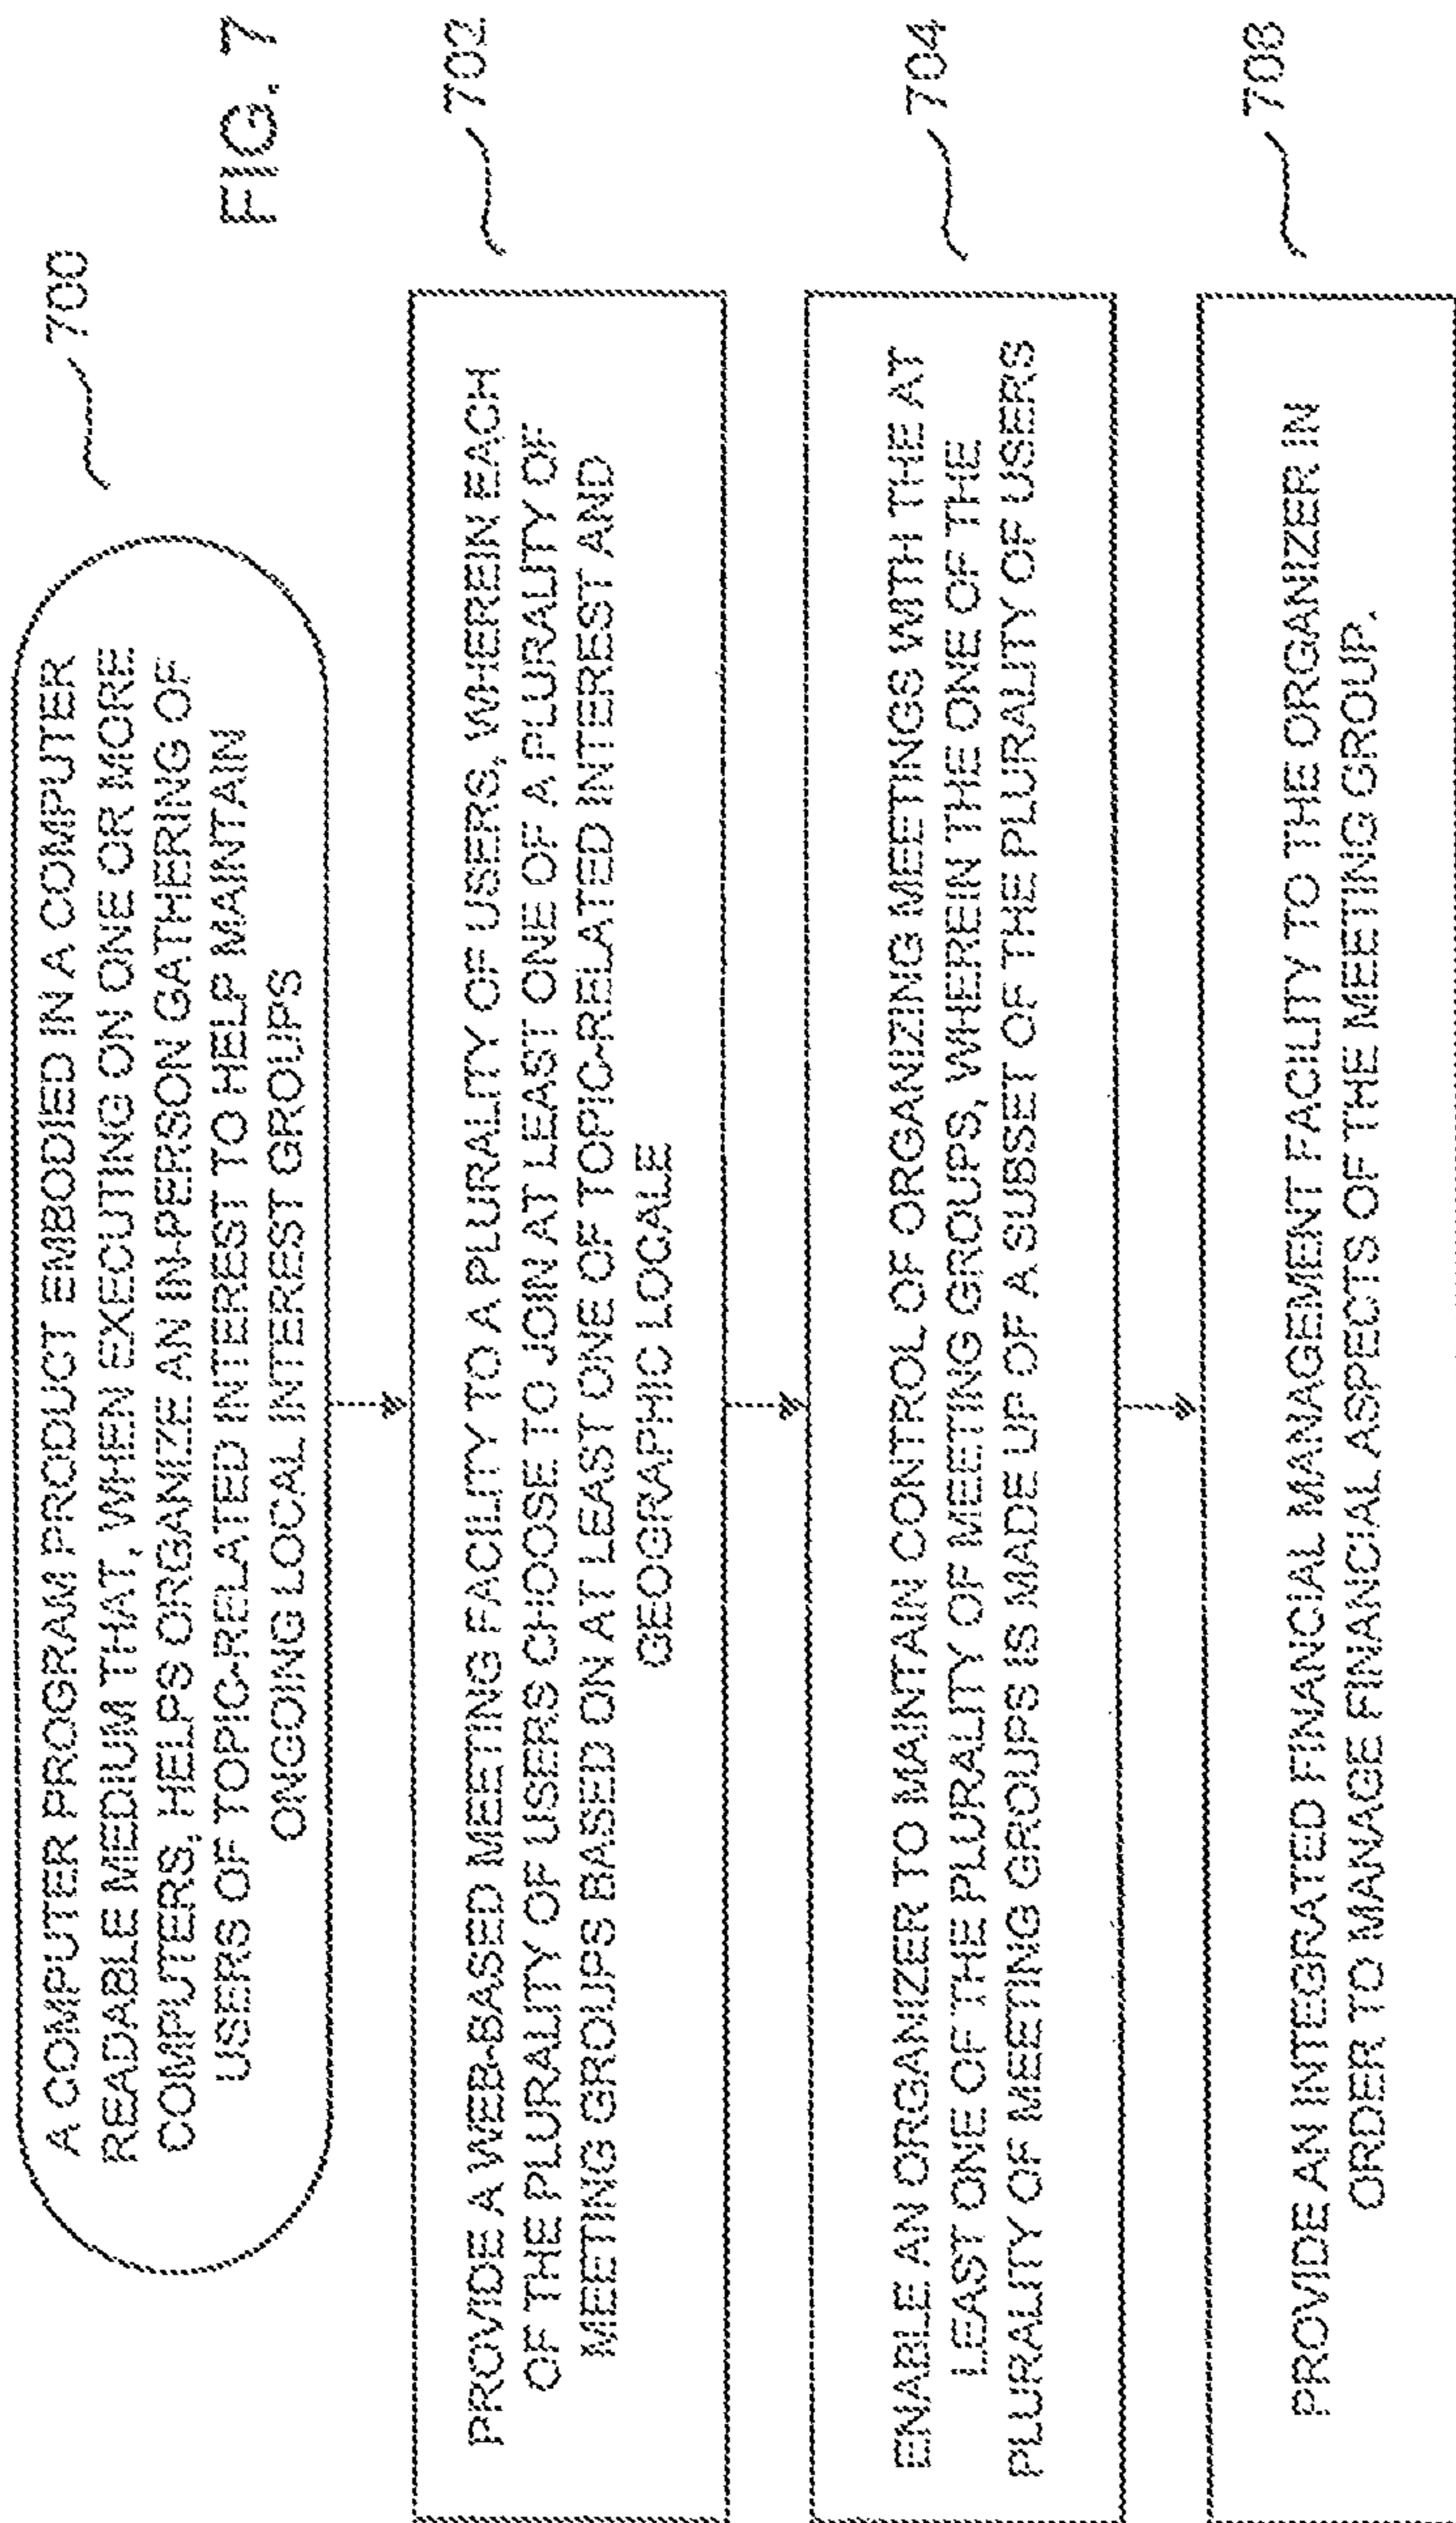 FIG. 7
700
A COMPUTER PROGRAM PRODUCT EMBODIED IN A COMPUTER
READABLE MEDIUM THAT, WHEN EXECUTING ON ONE OR MORE
COMPUTERS, HELPS ORGANIZE AN IN-PERSON GATHERING OF
USERS OF TOPIC-RELATED INTEREST TO HELP MAINTAIN
ONGOING LOCAL INTEREST GROUPS
702
PROVIDE A WEB-BASED MEETING FACILITY TO A PLURALITY OF USERS, WHEREIN EACH
OF THE PLURALITY OF USERS CHOOSE TO JOIN AT LEAST ONE OF A PLURALITY OF
MEETING GROUPS BASED ON AT LEAST ONE OF TOPIC-RELATED INTEREST AND
GEOGRAPHIC LOCALE
704
ENABLE AN ORGANIZER TO MAINTAIN CONTROL OF ORGANIZING MEETINGS WITH THE AT
LEAST ONE OF THE PLURALITY OF MEETING GROUPS, WHEREIN THE ONE OF THE
PLURALITY OF MEETING GROUPS IS MADE UP OF A SUBSET OF THE PLURALITY OF USERS
708
PROVIDE AN INTEGRATED FINANCIAL MANAGEMENT FACILITY TO THE ORGANIZER IN
ORDER TO MANAGE FINANCIAL ASPECTS OF THE MEETING GROUP.